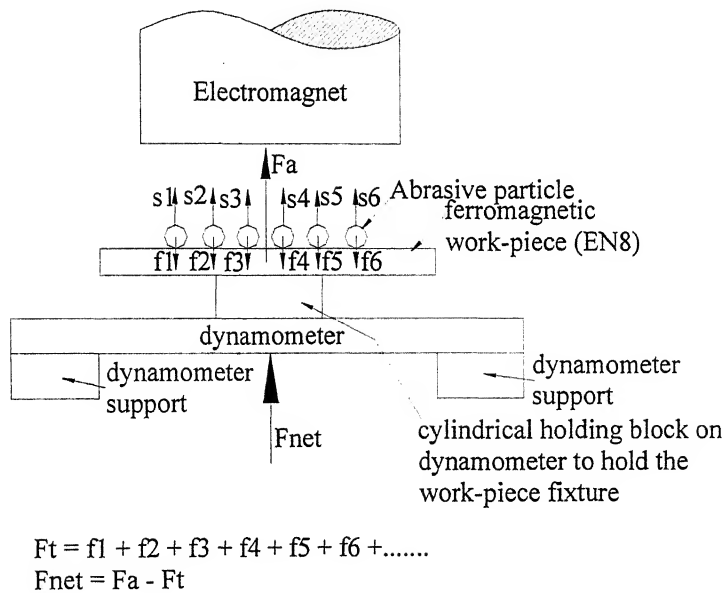 Electromagnet
Fa
s1 s2 s3 s4 s5 s6
Abrasive particle
ferromagnetic
work-piece (EN8)
f1 f2 f3 f4 f5 f6
dynamometer
dynamometer
support
dynamometer
support
Fnet
cylindrical holding block on
dynamometer to hold the
work-piece fixture
Ft = f1 + f2 + f3 + f4 + f5 + f6 +.......
Fnet = Fa - Ft